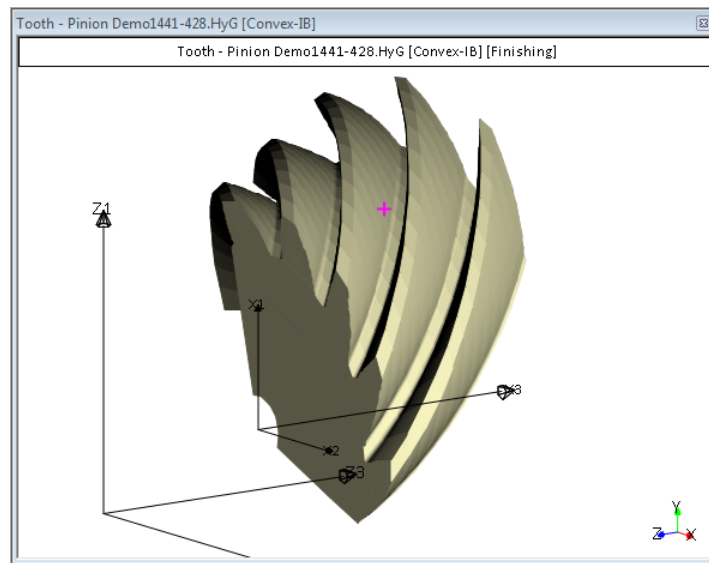 Tooth - Pinion Demo1441-428.HyG [Convex-IB]
Tooth - Pinion Demo1441-428.HyG [Convex-IB] [Finishing]
Z1
X1
X3
X2
Z3
Y
Z
X